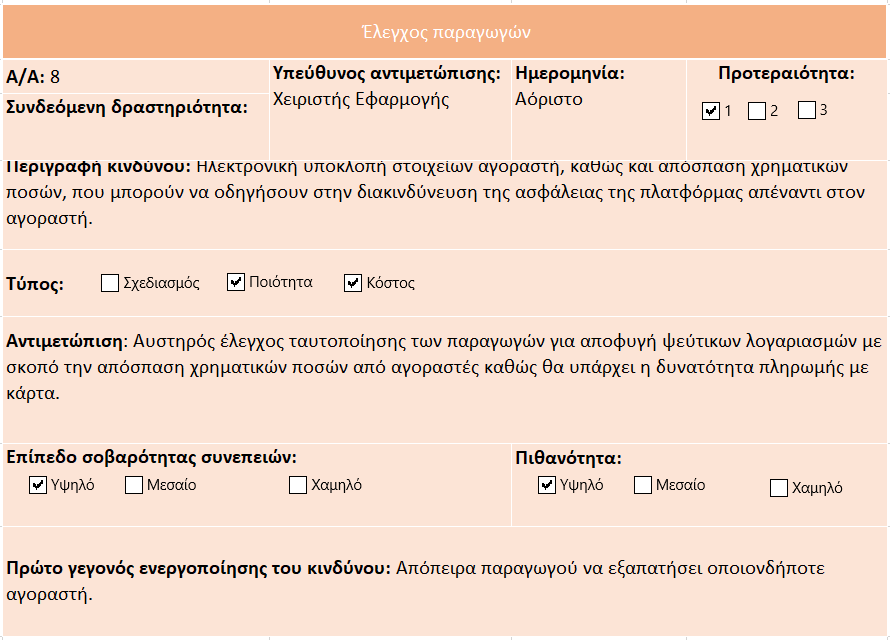 Έλεγχος παραγωγών
Α/Α: 8
Συνδεόμενη δραστηριότητα:
Υπεύθυνος αντιμετώπισης:
Χειριστής Εφαρμογής
Ημερομηνία:
Αόριστο
Προτεραιότητα:
1 2 3
Περιγραφή κινδύνου: Ηλεκτρονική υποκλοπή στοιχείων αγοραστή, καθώς και απόσπαση χρηματικών
ποσών, που μπορούν να οδηγήσουν στην διακινδύνευση της ασφάλειας της πλατφόρμας απέναντι στον
αγοραστή.
Τύπος: Σχεδιασμός Ποιότητα Κόστος
Αντιμετώπιση: Αυστηρός έλεγχος ταυτοποίησης των παραγωγών για αποφυγή ψεύτικων λογαριασμών με
σκοπό την απόσπαση χρηματικών ποσών από αγοραστές καθώς θα υπάρχει η δυνατότητα πληρωμής με
κάρτα.
Επίπεδο σοβαρότητας συνεπειών:
Υψηλό Μεσαίο Χαμηλό
Πιθανότητα:
Υψηλό Μεσαίο Χαμηλό
Πρώτο γεγονός ενεργοποίησης του κινδύνου: Απόπειρα παραγωγού να εξαπατήσει οποιονδήποτε
αγοραστή.